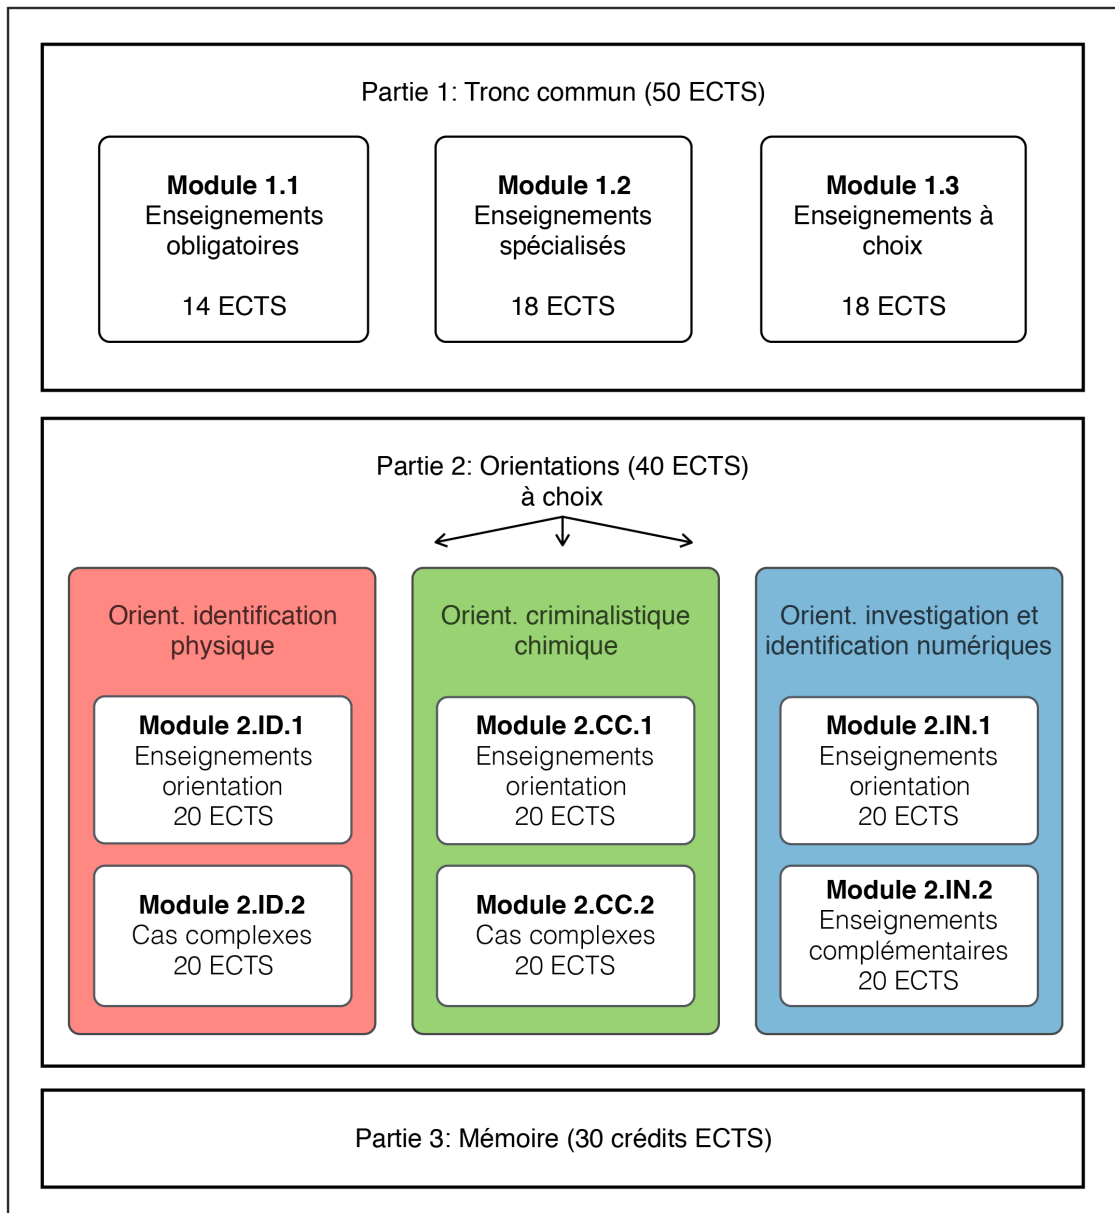 Partie 1: Tronc commun (50 ECTS)
Module 1.1
Enseignements
obligatoires
14 ECTS
Module 1.2
Enseignements
spécialisés
18 ECTS
Module 1.3
Enseignements à
choix
18 ECTS
Partie 2: Orientations (40 ECTS)
à choix
Orient. identification
physique
Module 2.ID.1
Enseignements
orientation
20 ECTS
Module 2.ID.2
Cas complexes
20 ECTS
Orient. criminalistique
chimique
Module 2.CC.1
Enseignements
orientation
20 ECTS
Module 2.CC.2
Cas complexes
20 ECTS
Orient. investigation et
identification numériques
Module 2.IN.1
Enseignements
orientation
20 ECTS
Module 2.IN.2
Enseignements
complémentaires
20 ECTS
Partie 3: Mémoire (30 crédits ECTS)